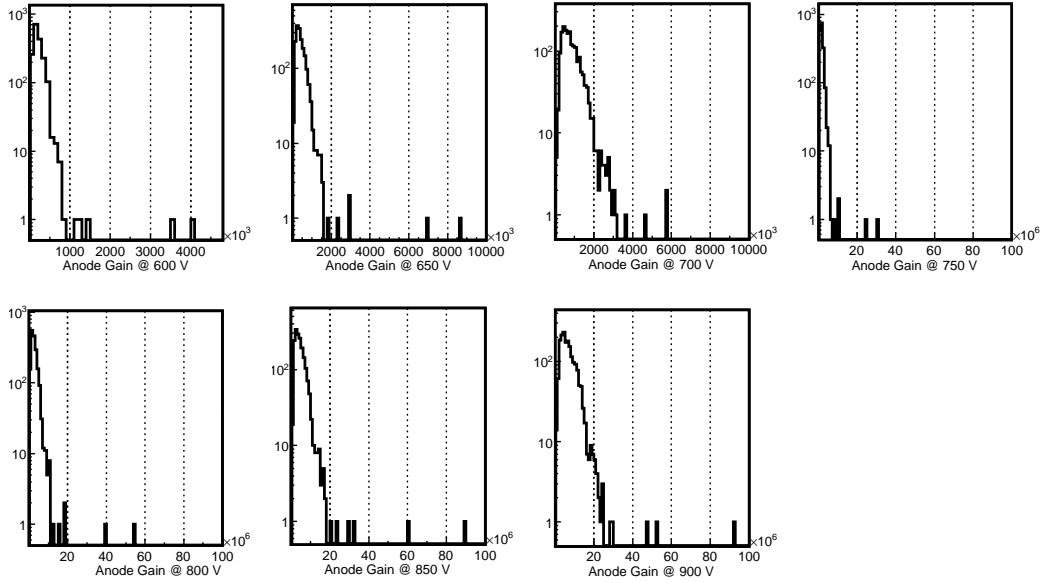 10³ 10² 10 1
1000 2000 3000 4000 ×10³
Anode Gain @ 600 V
10³ 10² 10 1
2000 4000 6000 8000 10000 ×10³
Anode Gain @ 650 V
10² 10 1
2000 4000 6000 8000 10000 ×10³
Anode Gain @ 700 V
10³ 10² 10 1
20 40 60 80 100 ×10⁶
Anode Gain @ 750 V
10³ 10² 10 1
20 40 60 80 100 ×10⁶
Anode Gain @ 800 V
10² 10 1
20 40 60 80 100 ×10⁶
Anode Gain @ 850 V
10² 10 1
20 40 60 80 100 ×10⁶
Anode Gain @ 900 V